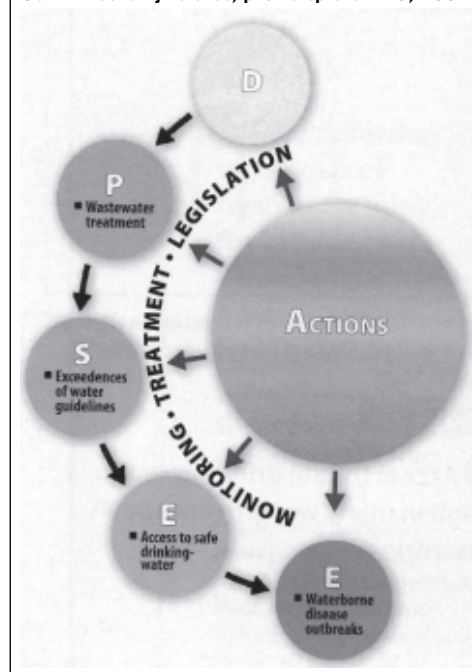 D
P
■ Wastewater
treatment
S
■ Exceedences
of water
guidelines
E
■ Access to safe
drinking-
water
E
■ Waterborne
disease
outbreaks
MONITORING • TREATMENT • LEGISLATION
ACTIONS